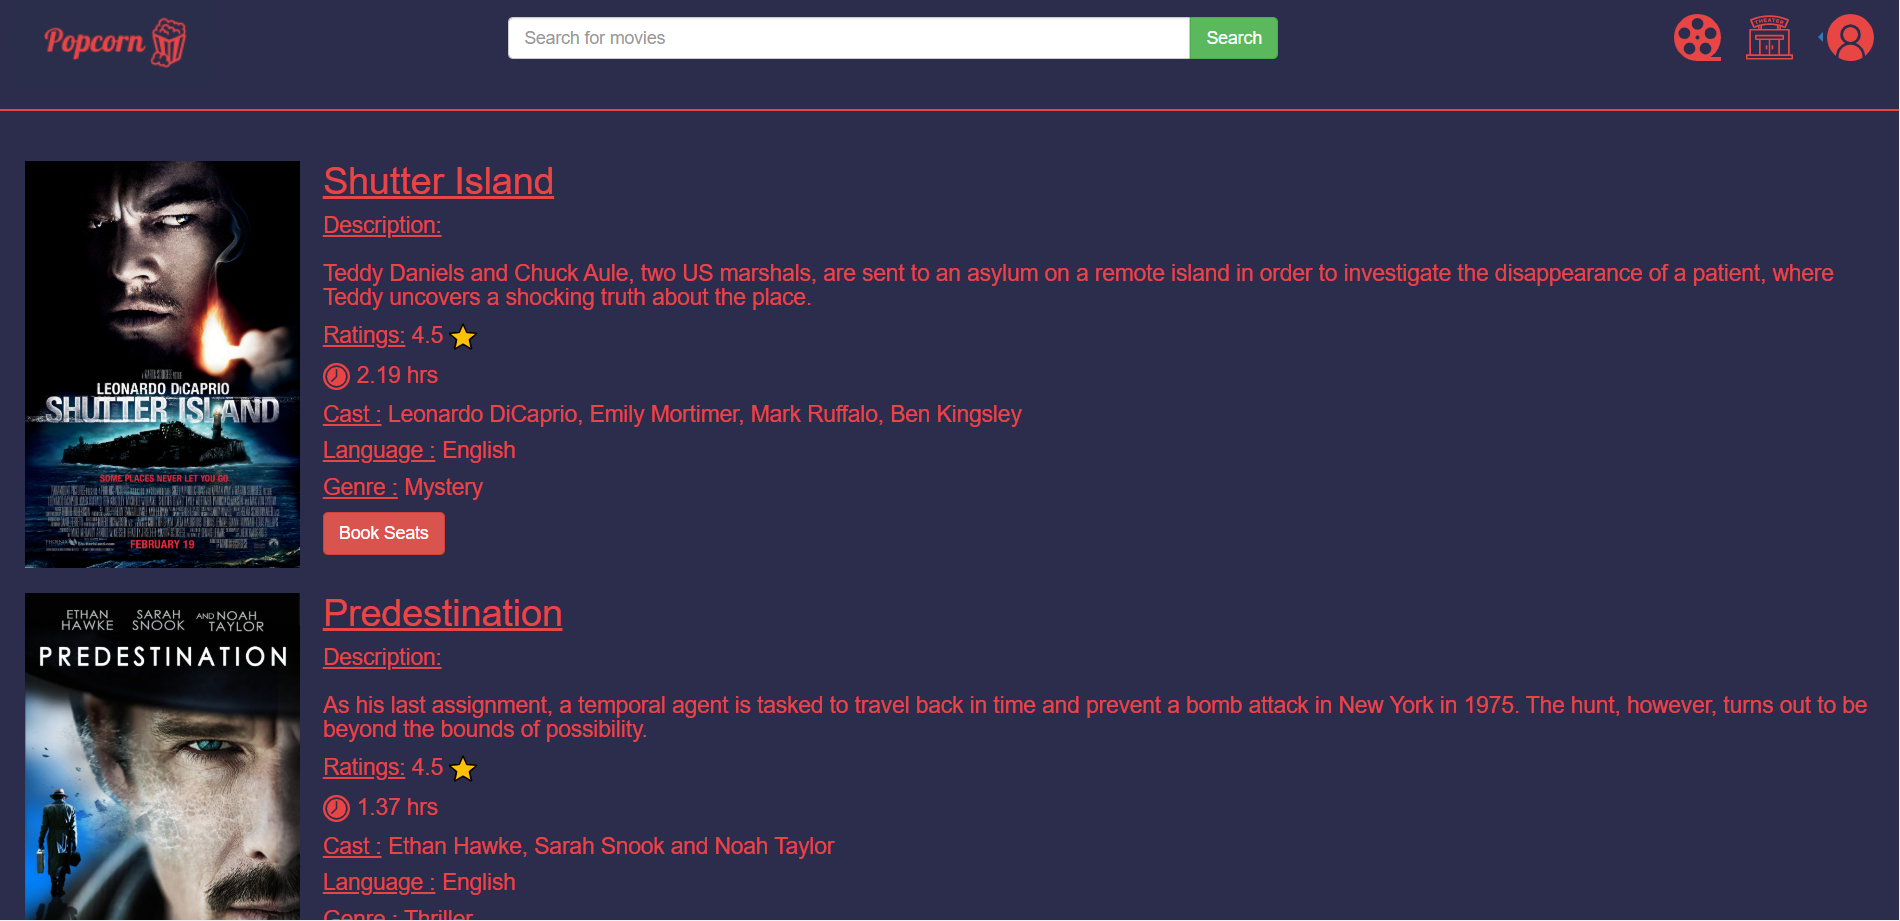 Popcorn
Search for movies
Search
THEATER
LEONARDO DiCAPRIO
SHUTTER ISLAND
SOME PLACES NEVER LET YOU GO.
FEBRUARY 19
Shutter Island
Description:
Teddy Daniels and Chuck Aule, two US marshals, are sent to an asylum on a remote island in order to investigate the disappearance of a patient, where
Teddy uncovers a shocking truth about the place.
Ratings: 4.5
2.19 hrs
Cast : Leonardo DiCaprio, Emily Mortimer, Mark Ruffalo, Ben Kingsley
Language : English
Genre : Mystery
Book Seats
ETHAN HAWKE
SARAH SNOOK
AND NOAH TAYLOR
PREDESTINATION
Predestination
Description:
As his last assignment, a temporal agent is tasked to travel back in time and prevent a bomb attack in New York in 1975. The hunt, however, turns out to be
beyond the bounds of possibility.
Ratings: 4.5
1.37 hrs
Cast : Ethan Hawke, Sarah Snook and Noah Taylor
Language : English
Genre : Thriller